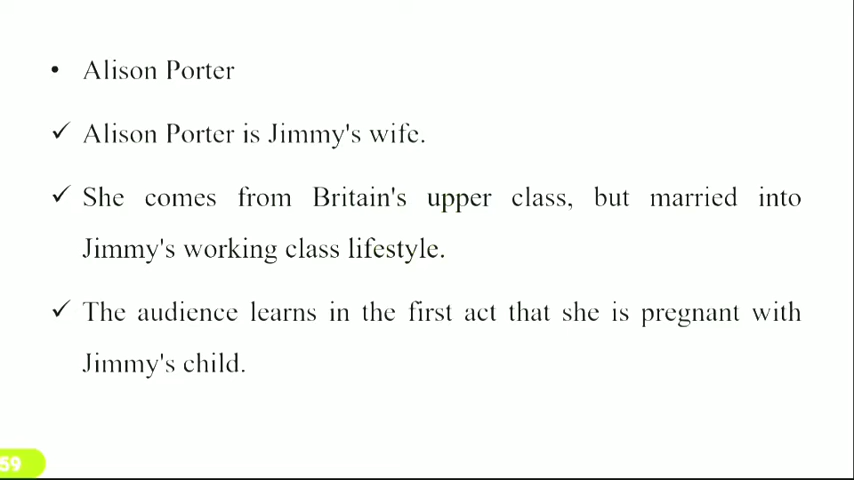 • Alison Porter
✓ Alison Porter is Jimmy's wife.
✓ She comes from Britain's upper class, but married into
Jimmy's working class lifestyle.
✓ The audience learns in the first act that she is pregnant with
Jimmy's child.
59